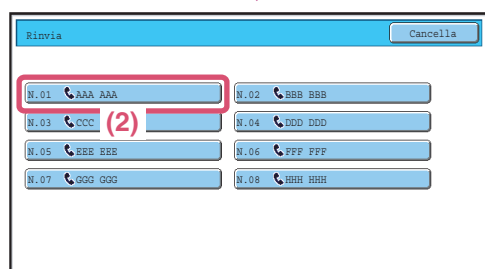 Rinvia Cancella
N.01 AAA AAA N.02 BBB BBB
N.03 CCC (2) N.04 DDD DDD
N.05 EEE EEE N.06 FFF FFF
N.07 GGG GGG N.08 HHH HHH